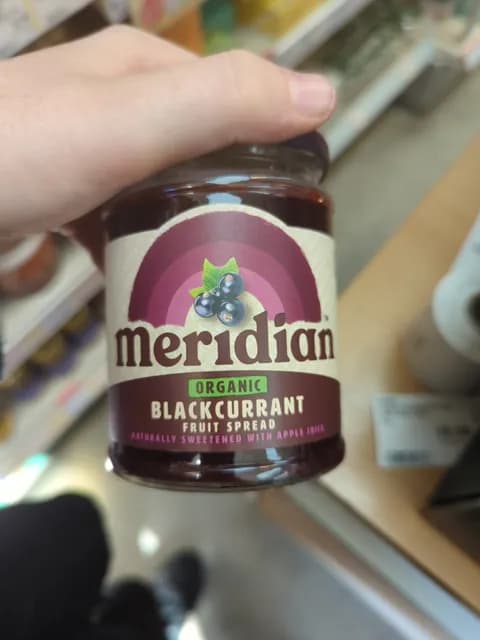 meridian
ORGANIC
BLACKCURRANT
FRUIT SPREAD
NATURALLY SWEETENED WITH APPLE JUICE